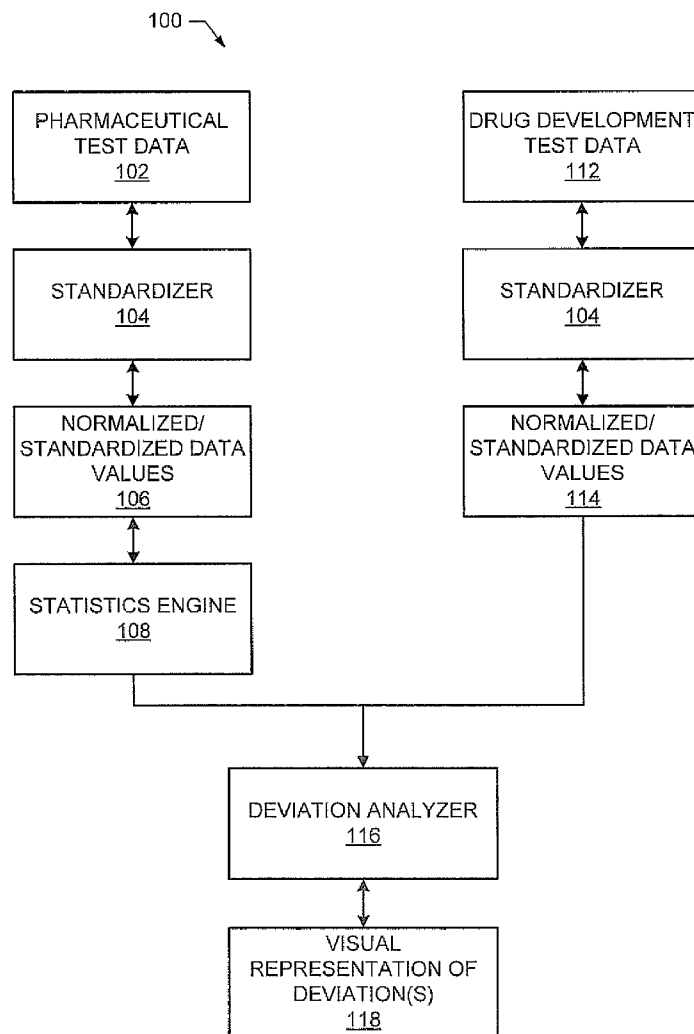 100
PHARMACEUTICAL
TEST DATA
102
DRUG DEVELOPMENT
TEST DATA
112
STANDARDIZER
104
STANDARDIZER
104
NORMALIZED/
STANDARDIZED DATA
VALUES
106
NORMALIZED/
STANDARDIZED DATA
VALUES
114
STATISTICS ENGINE
108
DEVIATION ANALYZER
116
VISUAL
REPRESENTATION OF
DEVIATION(S)
118